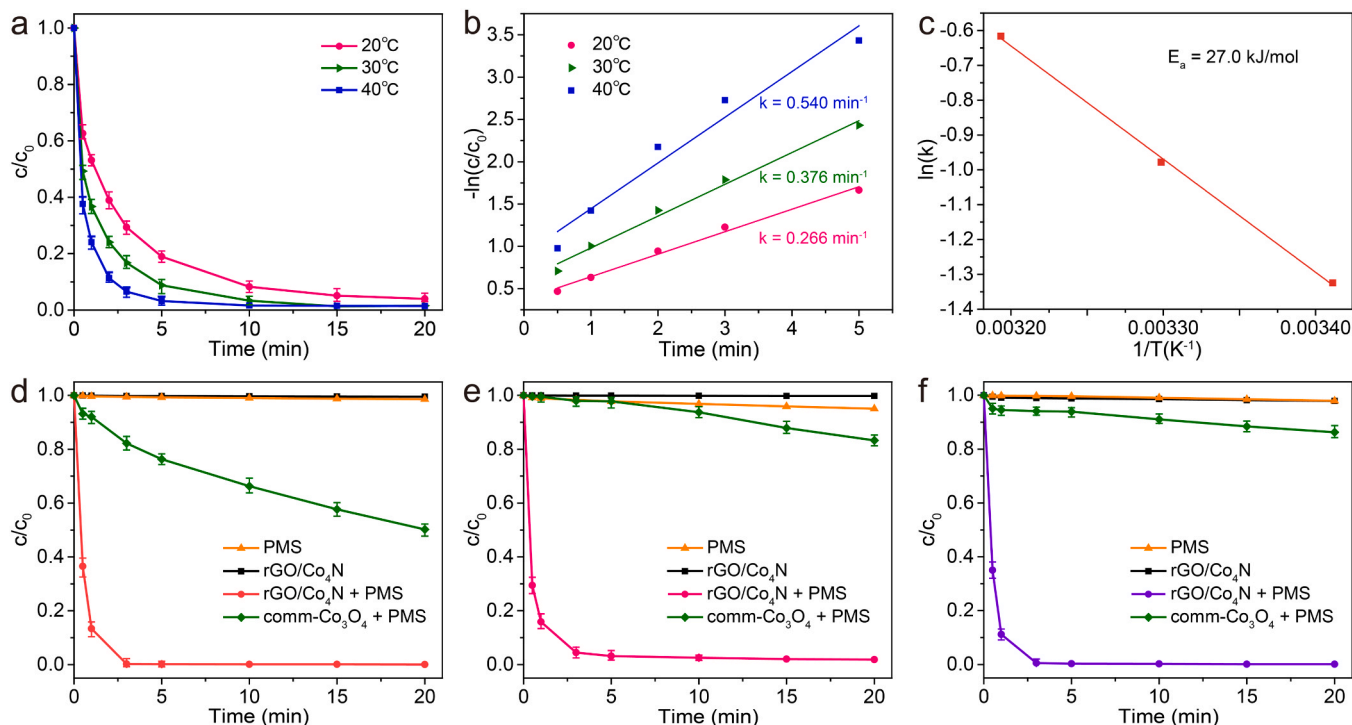 a
1.0
0.8
0.6
0.4
0.2
0.0
c/c₀
20℃
30℃
40℃
0
5
10
15
20
Time (min)
b
3.5
3.0
2.5
2.0
1.5
1.0
0.5
-ln(c/c₀)
20℃
30℃
40℃
k = 0.540 min⁻¹
k = 0.376 min⁻¹
k = 0.266 min⁻¹
1
2
3
4
5
Time (min)
c
-0.6
-0.7
-0.8
-0.9
-1.0
-1.1
-1.2
-1.3
-1.4
ln(k)
Eₐ = 27.0 kJ/mol
0.00320
0.00330
0.00340
1/T(K⁻¹)
d
1.0
0.8
0.6
0.4
0.2
0.0
c/c₀
PMS
rGO/Co₄N
rGO/Co₄N + PMS
comm-Co₃O₄ + PMS
0
5
10
15
20
Time (min)
e
1.0
0.8
0.6
0.4
0.2
0.0
c/c₀
PMS
rGO/Co₄N
rGO/Co₄N + PMS
comm-Co₃O₄ + PMS
0
5
10
15
20
Time (min)
f
1.0
0.8
0.6
0.4
0.2
0.0
c/c₀
PMS
rGO/Co₄N
rGO/Co₄N + PMS
comm-Co₃O₄ + PMS
0
5
10
15
20
Time (min)